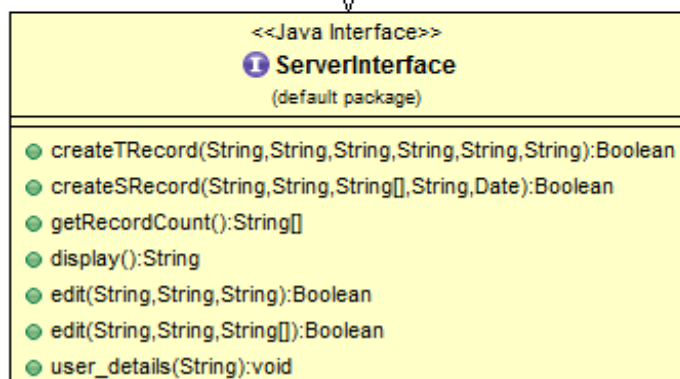 <<Java Interface>>
I ServerInterface
(default package)
createTRecord(String,String,String,String,String,String):Boolean
createSRecord(String,String,String[],String,Date):Boolean
getRecordCount():String[]
display():String
edit(String,String,String):Boolean
edit(String,String,String[]):Boolean
user_details(String):void